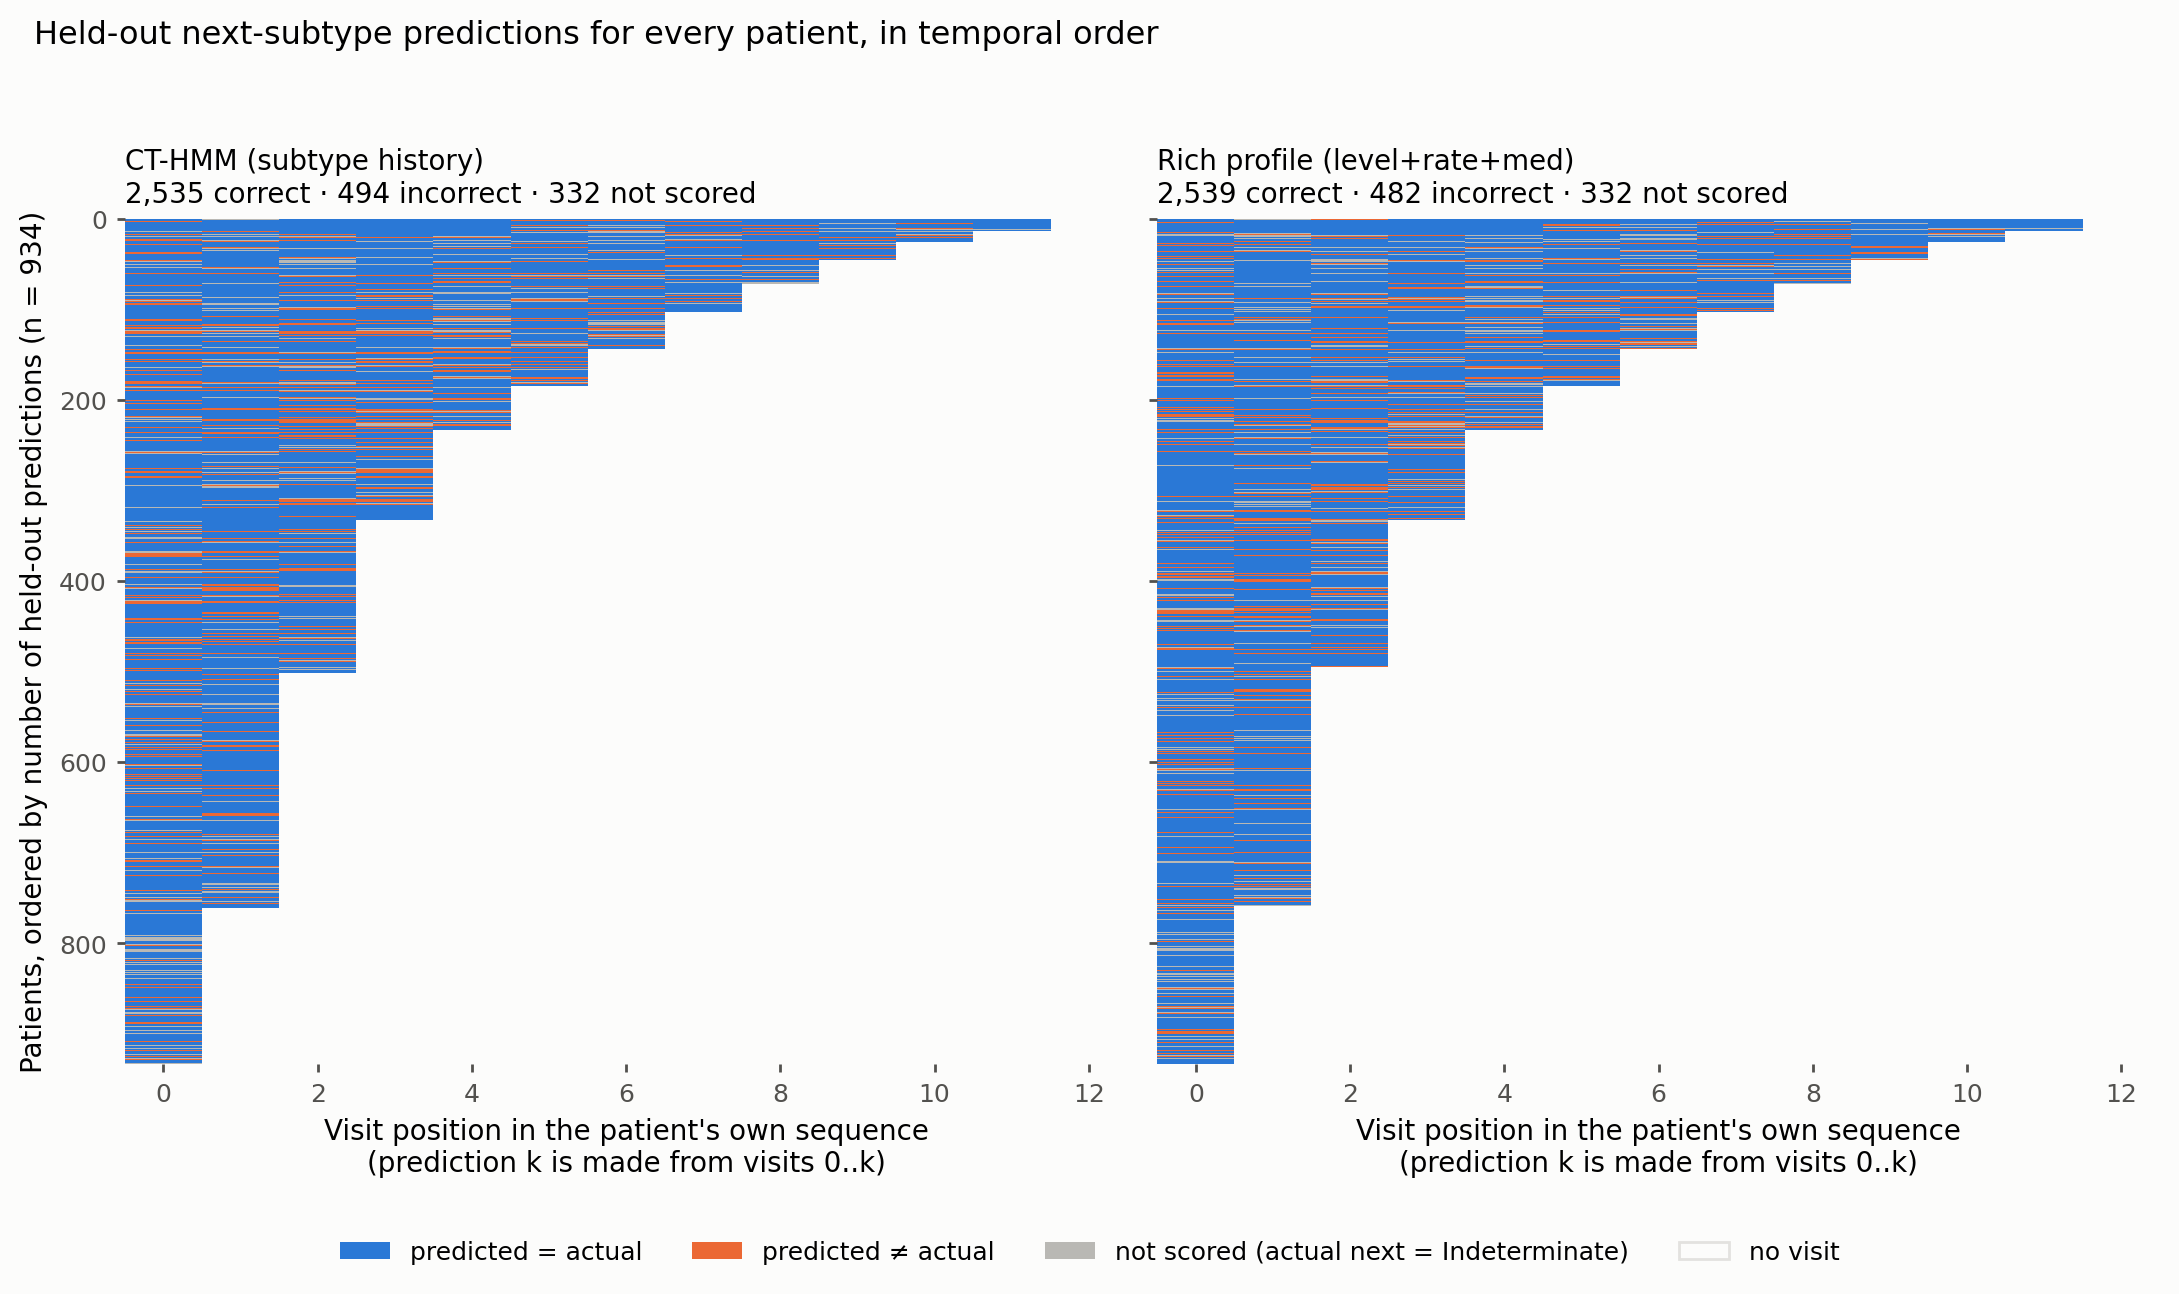 Held-out next-subtype predictions for every patient, in temporal order
CT-HMM (subtype history)
2,535 correct · 494 incorrect · 332 not scored
Rich profile (level+rate+med)
2,539 correct · 482 incorrect · 332 not scored
Patients, ordered by number of held-out predictions (n = 934)
0
200
400
600
800
0 2 4 6 8 10 12
0 2 4 6 8 10 12
Visit position in the patient's own sequence
(prediction k is made from visits 0..k)
Visit position in the patient's own sequence
(prediction k is made from visits 0..k)
predicted = actual
predicted ≠ actual
not scored (actual next = Indeterminate)
no visit